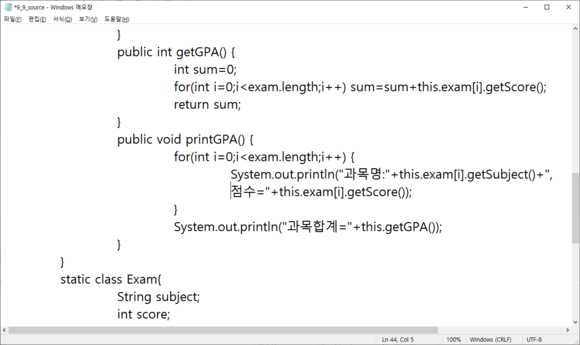 *9_9_source - Windows 메모장
파일(F) 편집(E) 서식(O) 보기(V) 도움말(H)
}
public int getGPA() {
int sum=0;
for(int i=0;i<exam.length;i++) sum=sum+this.exam[i].getScore();
return sum;
}
public void printGPA() {
for(int i=0;i<exam.length;i++) {
System.out.println("과목명:"+this.exam[i].getSubject()+",
점수="+this.exam[i].getScore());
}
System.out.println("과목합계="+this.getGPA());
}
}
static class Exam{
String subject;
int score;
Ln 44, Col 5 100% Windows (CRLF) UTF-8